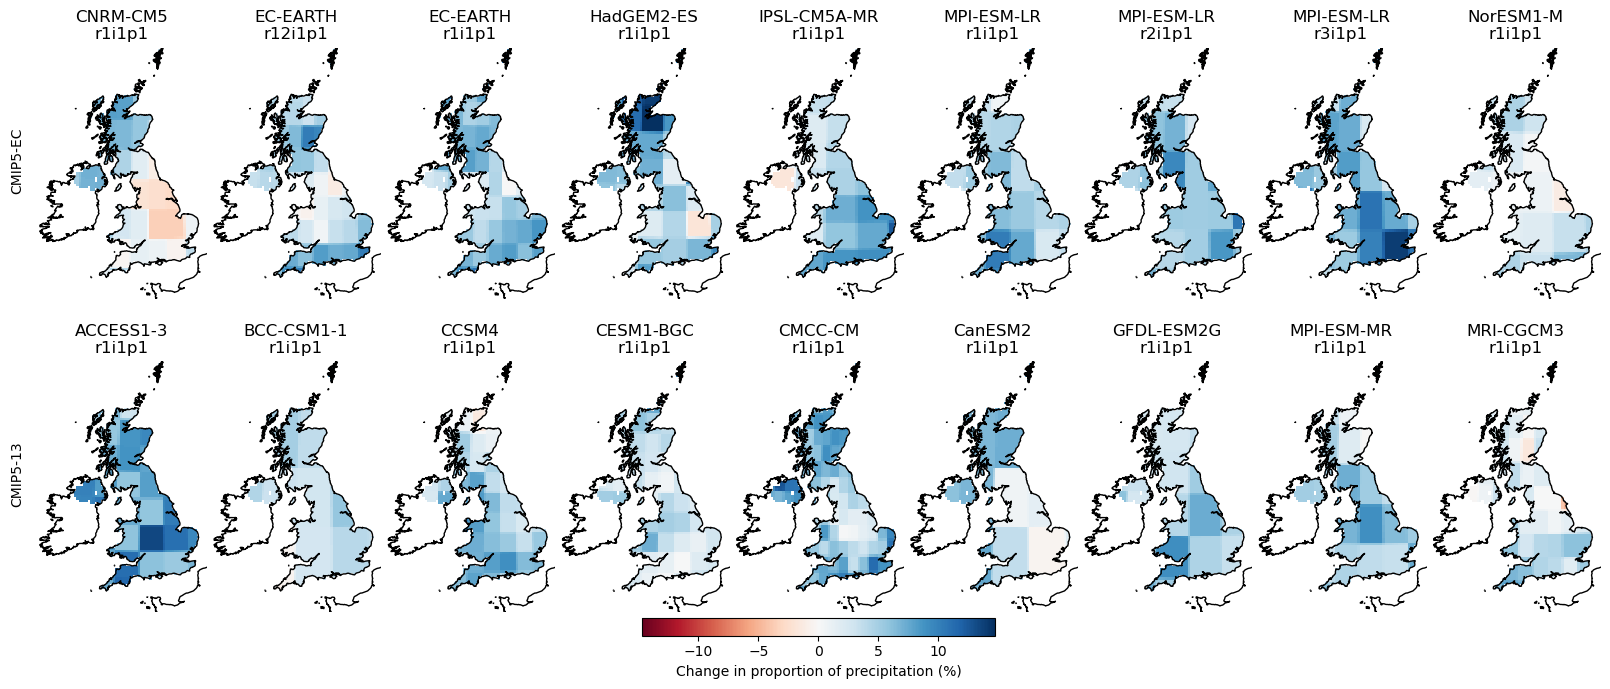 CNRM-CM5 EC-EARTH EC-EARTH HadGEM2-ES IPSL-CM5A-MR MPI-ESM-LR MPI-ESM-LR MPI-ESM-LR NorESM1-M
r1i1p1 r12i1p1 r1i1p1 r1i1p1 r1i1p1 r1i1p1 r2i1p1 r3i1p1 r1i1p1
CMIP5-EC
ACCESS1-3 BCC-CSM1-1 CCSM4 CESM1-BGC CMCC-CM CanESM2 GFDL-ESM2G MPI-ESM-MR MRI-CGCM3
r1i1p1 r1i1p1 r1i1p1 r1i1p1 r1i1p1 r1i1p1 r1i1p1 r1i1p1 r1i1p1
CMIP5-13
−10 −5 0 5 10
Change in proportion of precipitation (%)